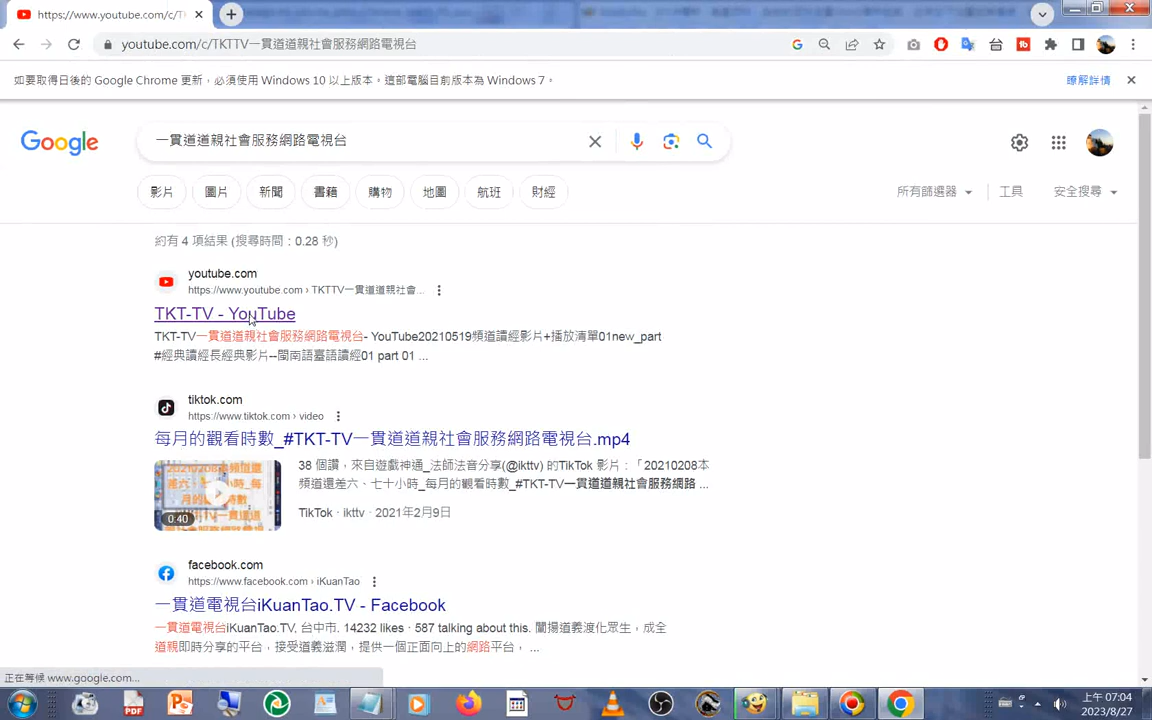 https://www.youtube.com/c/T
youtube.com/c/TKTTV一貫道道親社會服務網路電視台
如要取得日後的 Google Chrome 更新，必須使用 Windows 10 以上版本。這部電腦目前版本為 Windows 7。
瞭解詳情
Google
一貫道道親社會服務網路電視台
影片 圖片 新聞 書籍 購物 地圖 航班 財經 所有篩選器 工具 安全搜尋
約有 4 項結果 (搜尋時間：0.28 秒)
youtube.com
https://www.youtube.com › TKTTV一貫道道親社會...
TKT-TV - YouTube
TKT-TV一貫道道親社會服務網路電視台- YouTube20210519頻道讀經影片+播放清單01new_part
#經典讀經長經典影片--閩南語臺語讀經01 part 01 ...
tiktok.com
https://www.tiktok.com › video
每月的觀看時數_#TKT-TV一貫道道親社會服務網路電視台.mp4
38 個讚，來自遊戲神通_法師法音分享(@ikttv) 的TikTok 影片：「20210208本
頻道還差六、七十小時_每月的觀看時數_#TKT-TV一貫道道親社會服務網路 ...
0:40
TikTok · ikttv · 2021年2月9日
facebook.com
https://www.facebook.com › iKuanTao
一貫道電視台iKuanTao.TV - Facebook
一貫道電視台iKuanTao.TV, 台中市. 14232 likes · 587 talking about this. 闡揚道義渡化眾生，成全
道親即時分享的平台，接受道義滋潤，提供一個正面向上的網路平台， ...
正在等候 www.google.com...
PDF
上午 07:04
2023/8/27